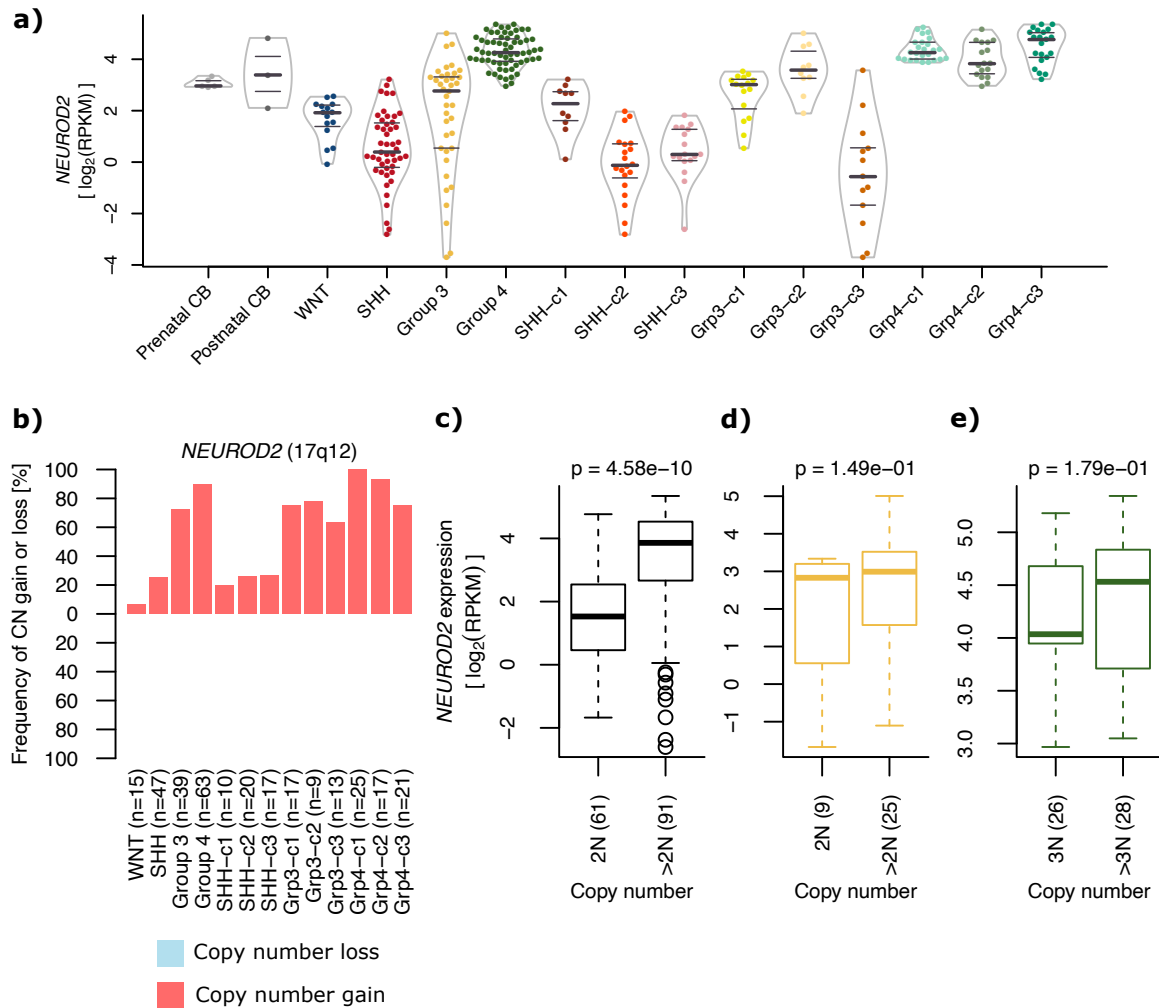 a)
NEUROD2
[ log2(RPKM) ]
4
2
0
−2
−4
Prenatal CB
Postnatal CB
WNT
SHH
Group 3
Group 4
SHH−c1
SHH−c2
SHH−c3
Grp3−c1
Grp3−c2
Grp3−c3
Grp4−c1
Grp4−c2
Grp4−c3
b)
NEUROD2 (17q12)
Frequency of CN gain or loss [%]
100
80
60
40
20
0
20
40
60
80
100
WNT (n=15)
SHH (n=47)
Group 3 (n=39)
Group 4 (n=63)
SHH−c1 (n=10)
SHH−c2 (n=20)
SHH−c3 (n=17)
Grp3−c1 (n=17)
Grp3−c2 (n=9)
Grp3−c3 (n=13)
Grp4−c1 (n=25)
Grp4−c2 (n=17)
Grp4−c3 (n=21)
Copy number loss
Copy number gain
c)
p = 4.58e−10
NEUROD2 expression
[ log2(RPKM) ]
4
2
0
−2
2N (61)
>2N (91)
Copy number
d)
p = 1.49e−01
5
4
3
2
1
0
−1
2N (9)
>2N (25)
Copy number
e)
p = 1.79e−01
5.0
4.5
4.0
3.5
3.0
3N (26)
>3N (28)
Copy number